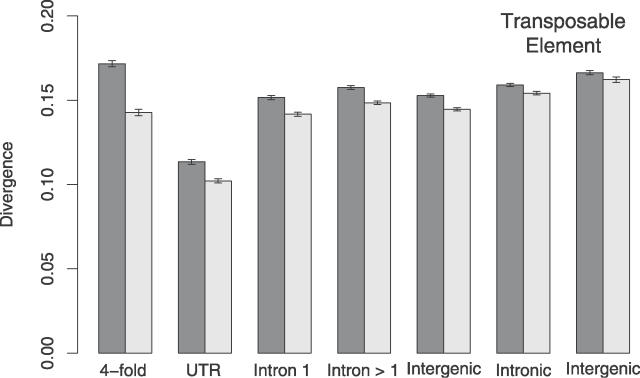 Transposable
Element
Divergence
0.20
0.15
0.10
0.05
0.00
4−fold UTR Intron 1 Intron > 1 Intergenic Intronic Intergenic